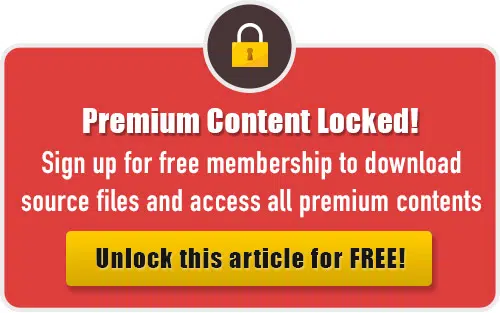 Premium Content Locked!
Sign up for free membership to download
source files and access all premium contents
Unlock this article for FREE!